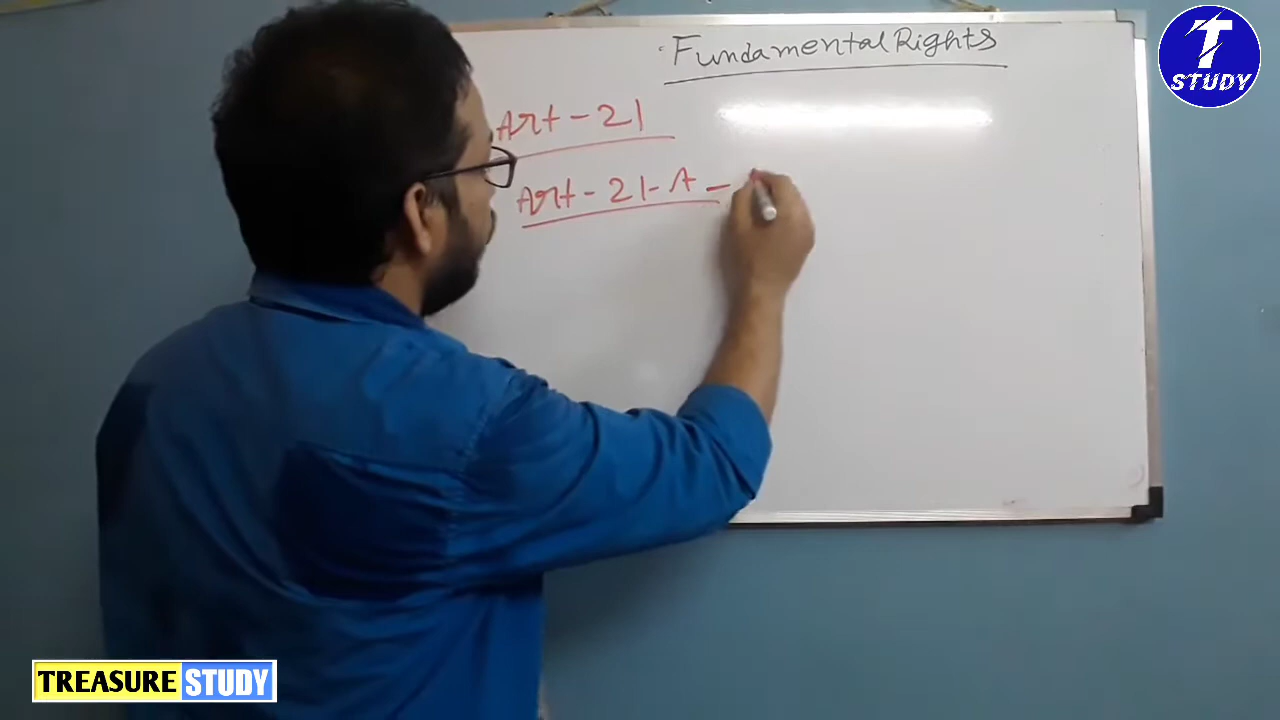 Fundamental Rights
Art - 21
Art - 21 - A -
T
STUDY
TREASURE STUDY